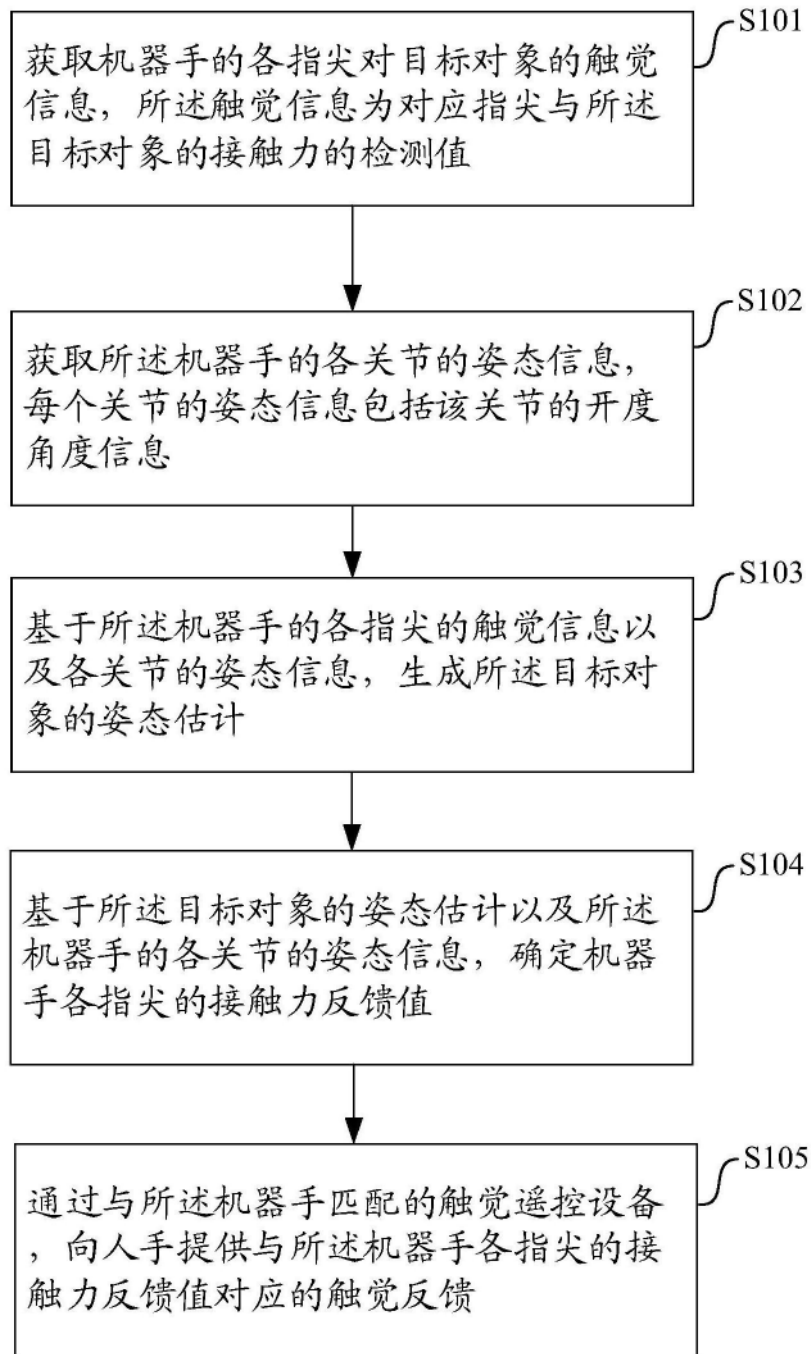 S101
获取机器手的各指尖对目标对象的触觉
信息，所述触觉信息为对应指尖与所述
目标对象的接触力的检测值
S102
获取所述机器手的各关节的姿态信息，
每个关节的姿态信息包括该关节的开度
角度信息
S103
基于所述机器手的各指尖的触觉信息以
及各关节的姿态信息，生成所述目标对
象的姿态估计
S104
基于所述目标对象的姿态估计以及所述
机器手的各关节的姿态信息，确定机器
手各指尖的接触力反馈值
S105
通过与所述机器手匹配的触觉遥控设备
，向人手提供与所述机器手各指尖的接
触力反馈值对应的触觉反馈